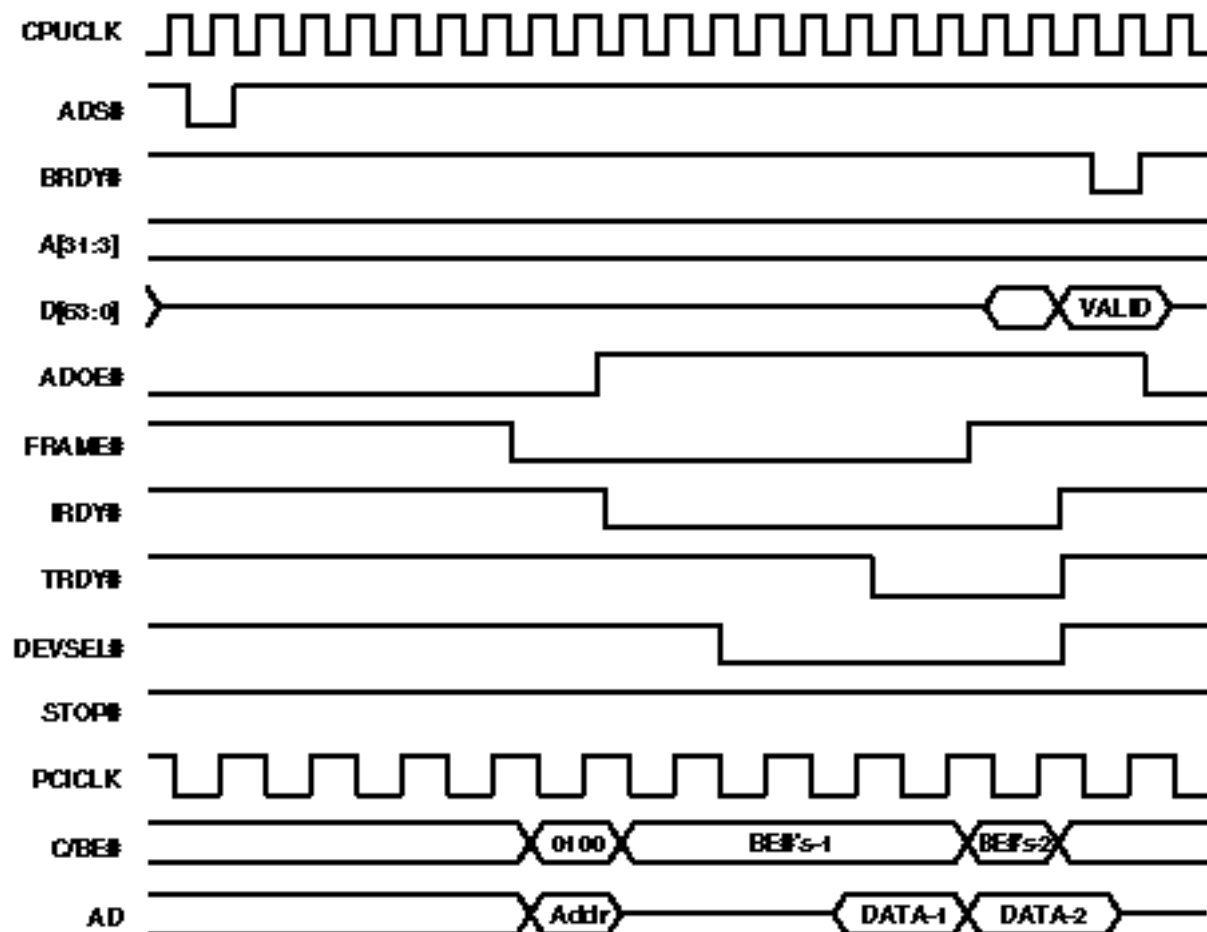 CPUCLK
ADS#
BRDY#
A[31:3]
D[63:0] VALID
ADOE#
FRAME#
IRDY#
TRDY#
DEVSEL#
STOP#
PCICLK
C/BE# 0100 BE#'s-1 BE#'s-2
AD Addr DATA-1 DATA-2